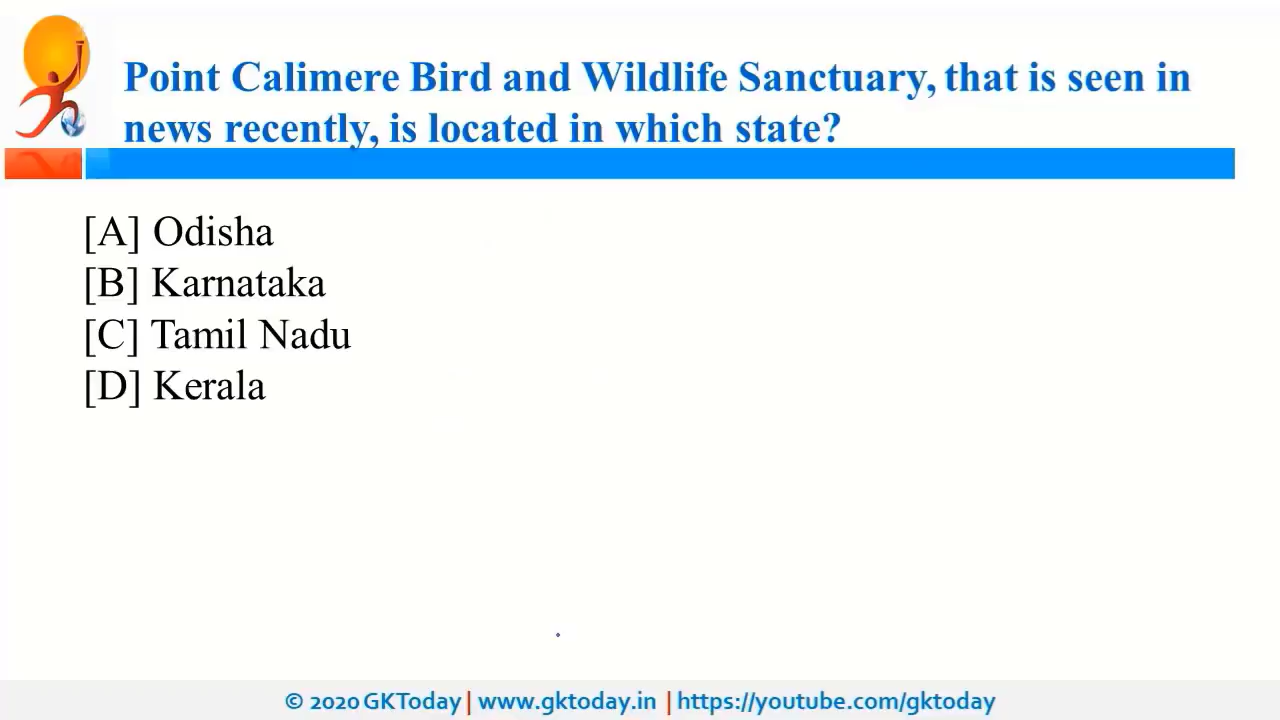 Point Calimere Bird and Wildlife Sanctuary, that is seen in
news recently, is located in which state?
[A] Odisha
[B] Karnataka
[C] Tamil Nadu
[D] Kerala
© 2020 GKToday | www.gktoday.in | https://youtube.com/gktoday